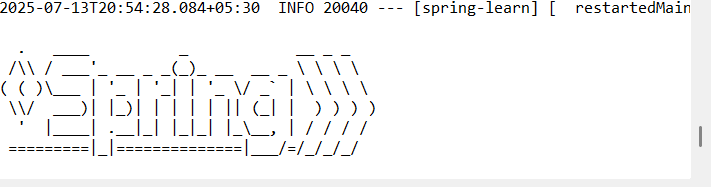 2025-07-13T20:54:28.084+05:30  INFO 20040 --- [spring-learn] [  restartedMain
  .   ____          _            __ _ _
 /\\ / ___'_ __ _ _(_)_ __  __ _ \ \ \ \
( ( )\___ | '_ | '_| | '_ \/ _` | \ \ \ \
 \\/  ___)| |_)| | | | | || (_| |  ) ) ) )
  '  |____| .__|_| |_|_| |_\__, | / / / /
 =========|_|==============|___/=/_/_/_/